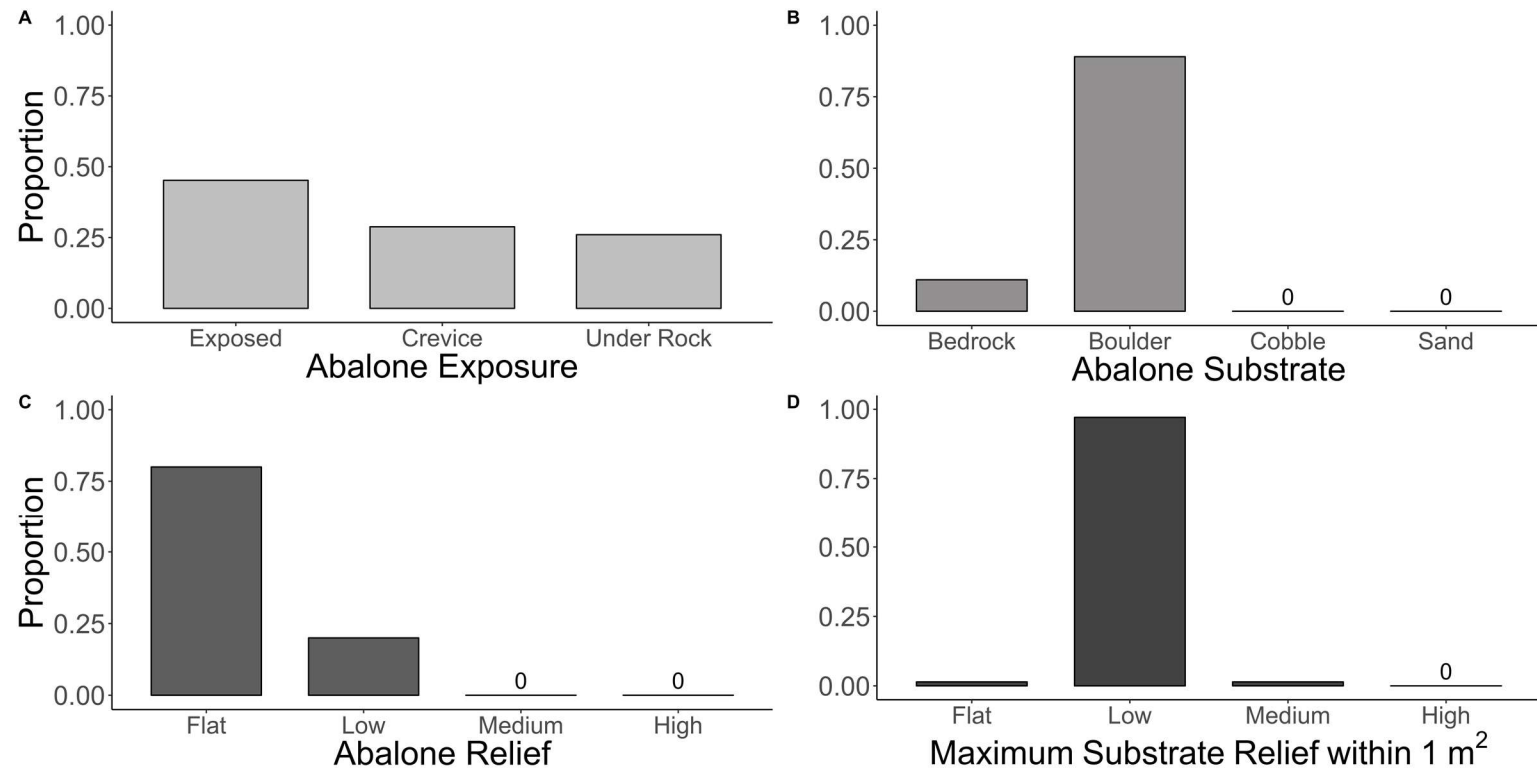 A
1.00
0.75
0.50
0.25
0.00
Proportion
Exposed Crevice Under Rock
Abalone Exposure
B
1.00
0.75
0.50
0.25
0.00
0 0
Bedrock Boulder Cobble Sand
Abalone Substrate
C
1.00
0.75
0.50
0.25
0.00
Proportion
0 0
Flat Low Medium High
Abalone Relief
D
1.00
0.75
0.50
0.25
0.00
0
Flat Low Medium High
Maximum Substrate Relief within 1 m²